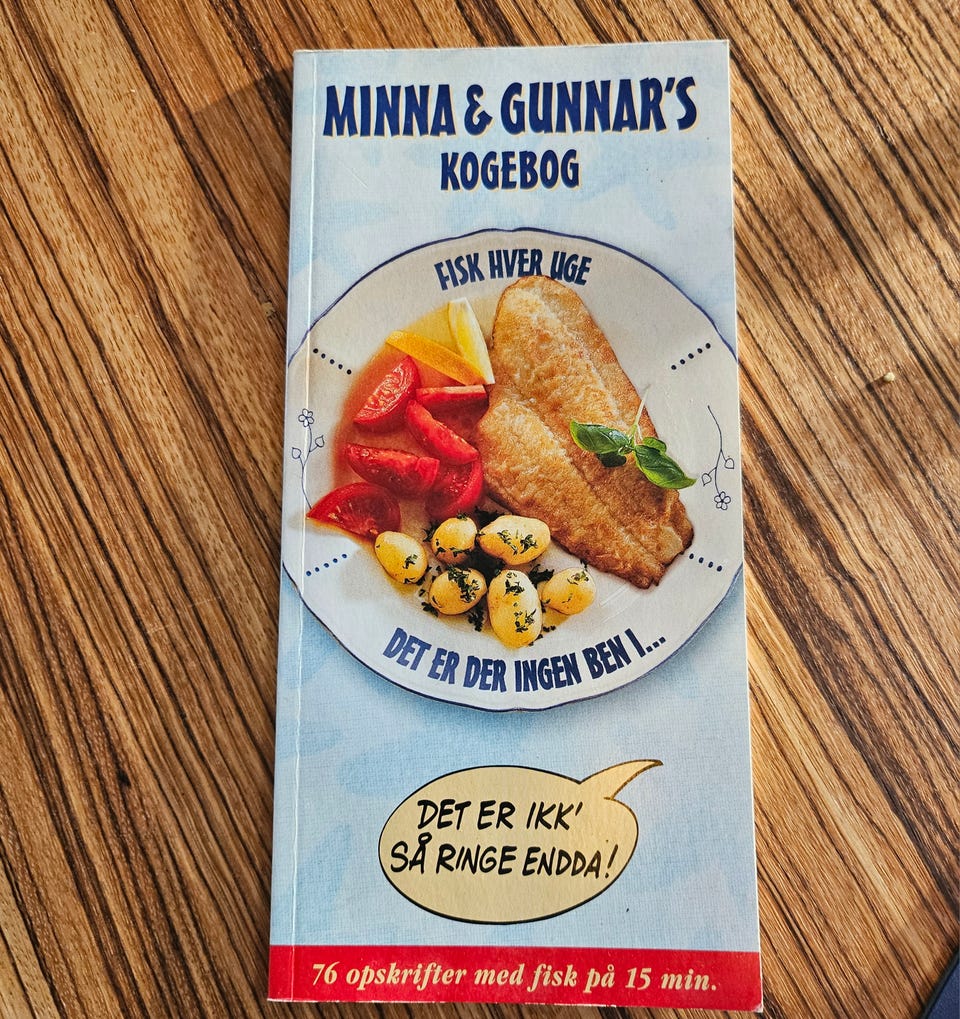 MINNA & GUNNAR'S
KOGEBOG
FISK HVER UGE
DET ER DER INGEN BEN I...
DET ER IKK'
SÅ RINGE ENDDA!
76 opskrifter med fisk på 15 min.